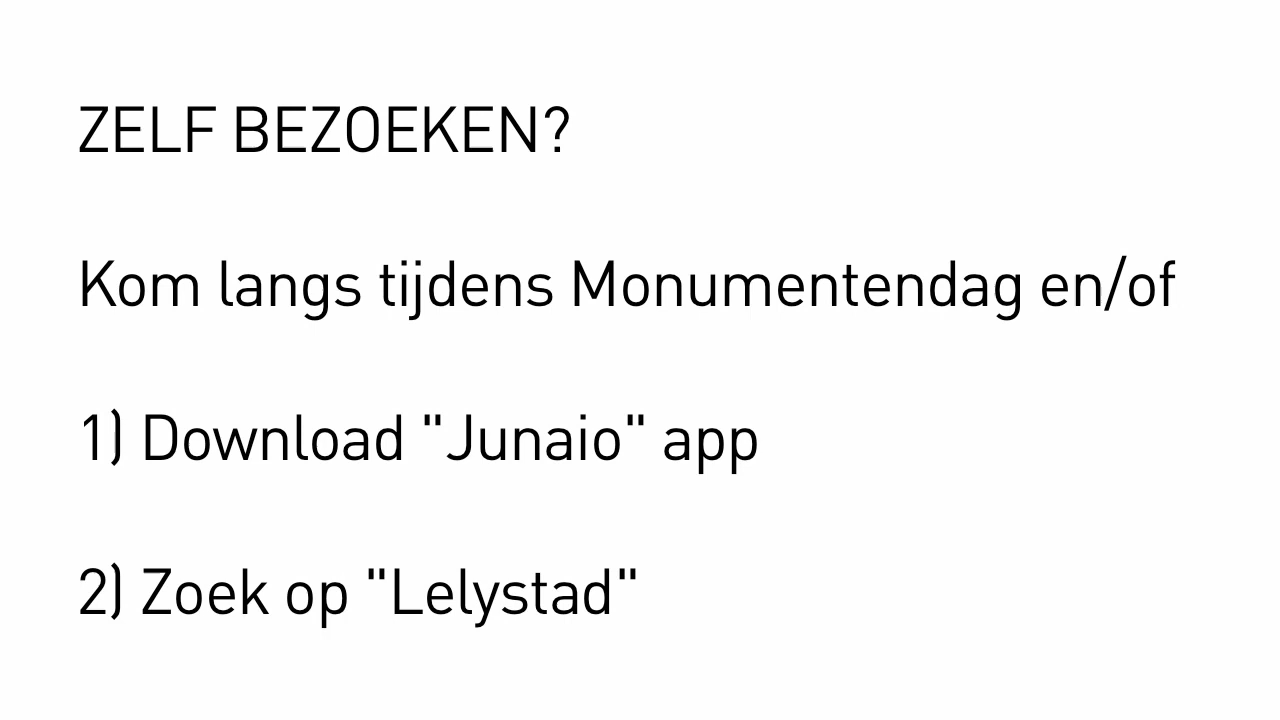 ZELF BEZOEKEN?
Kom langs tijdens Monumentendag en/of
1) Download "Junaio" app
2) Zoek op "Lelystad"